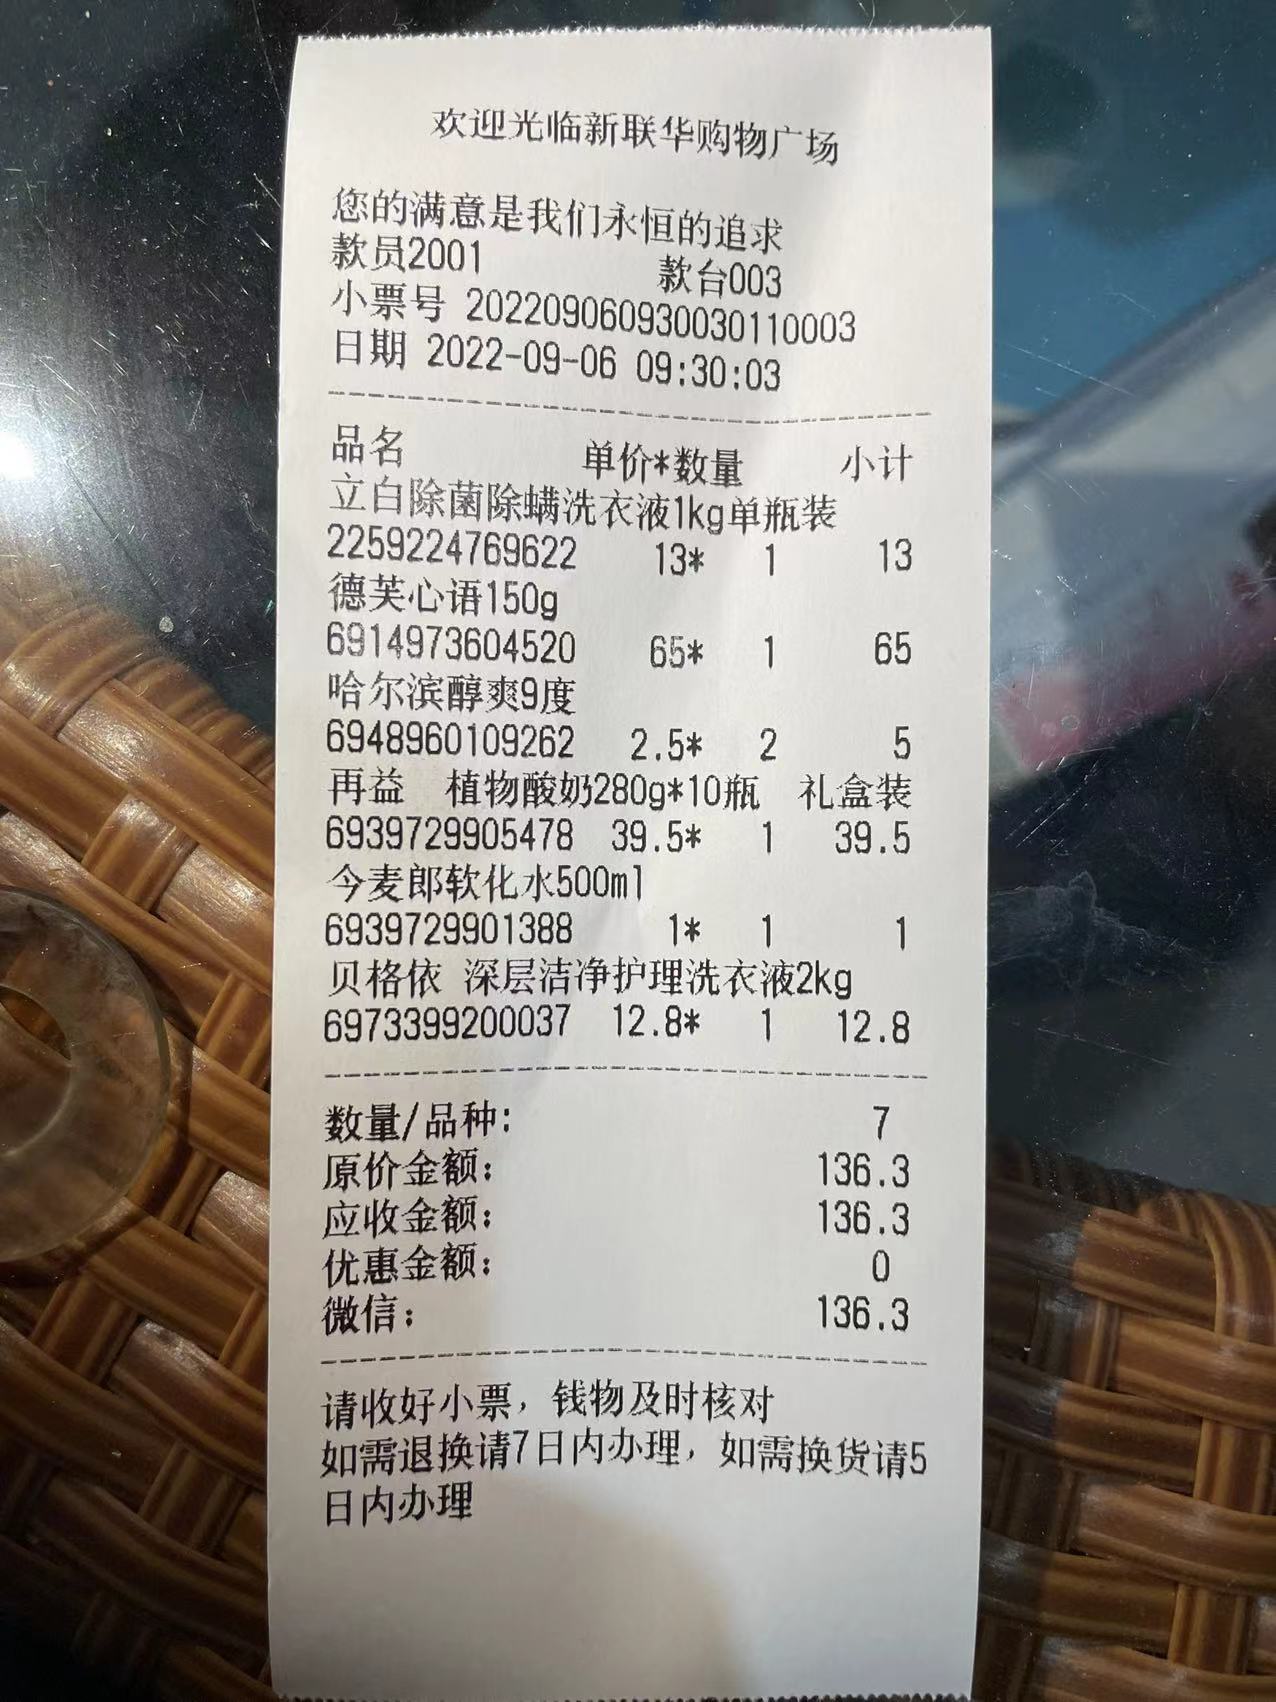 欢迎光临新联华购物广场
您的满意是我们永恒的追求
款员2001 款台003
小票号 202209060930030110003
日期 2022-09-06 09:30:03
品名 单价*数量 小计
立白除菌除螨洗衣液1kg单瓶装
2259224769622 13* 1 13
德芙心语150g
6914973604520 65* 1 65
哈尔滨醇爽9度
6948960109262 2.5* 2 5
再益 植物酸奶280g*10瓶 礼盒装
6939729905478 39.5* 1 39.5
今麦郎软化水500ml
6939729901388 1* 1 1
贝格依 深层洁净护理洗衣液2kg
6973399200037 12.8* 1 12.8
数量/品种: 7
原价金额: 136.3
应收金额: 136.3
优惠金额: 0
微信: 136.3
请收好小票，钱物及时核对
如需退换请7日内办理，如需换货请5
日内办理